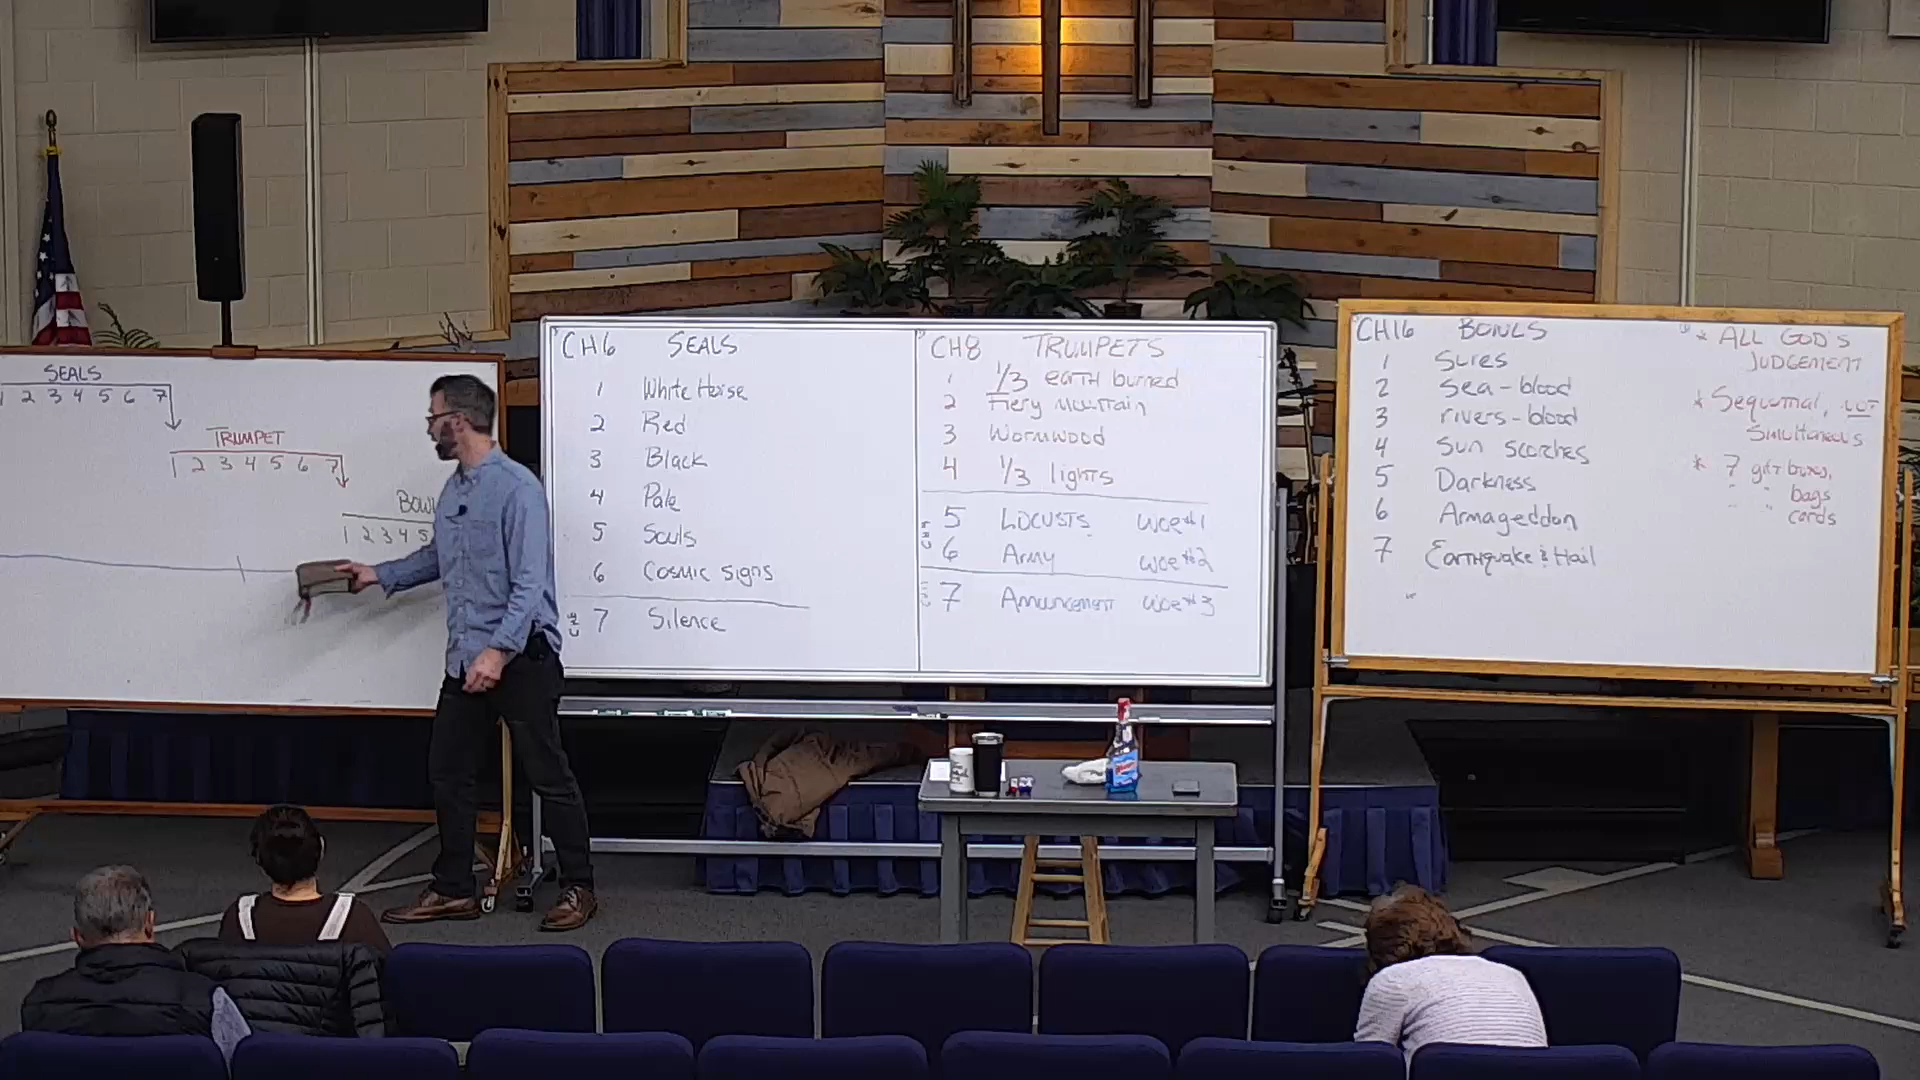 SEALS
1 2 3 4 5 6 7
TRUMPET
1 2 3 4 5 6 7
BOWL
1 2 3 4 5
CH 6 SEALS
1 White Horse
2 Red
3 Black
4 Pale
5 Souls
6 Cosmic Signs
7 Silence
CH8 TRUMPETS
1 1/3 earth burned
2 Fiery Mountain
3 Wormwood
4 1/3 lights
5 Locusts Woe #1
6 Army Woe #2
7 Announcement Woe #3
CH16 BOWLS
1 Sores
2 Sea-blood
3 rivers-blood
4 Sun scorches
5 Darkness
6 Armageddon
7 Earthquake & Hail
* ALL GOD'S
JUDGEMENT
* Sequential, NOT
Simultaneous
* 7 gift boxes,
" " bags
" " cards